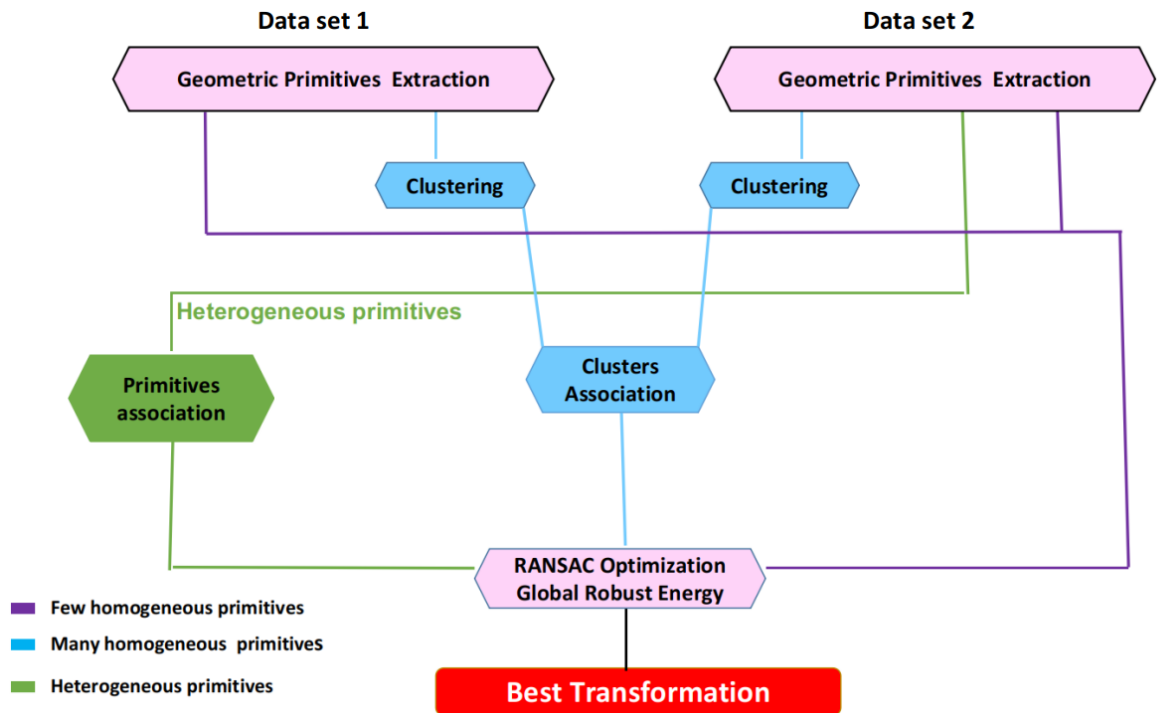 Data set 1
Data set 2
Geometric Primitives Extraction
Geometric Primitives Extraction
Clustering
Clustering
Heterogeneous primitives
Primitives
association
Clusters
Association
RANSAC Optimization
Global Robust Energy
Few homogeneous primitives
Many homogeneous primitives
Heterogeneous primitives
Best Transformation